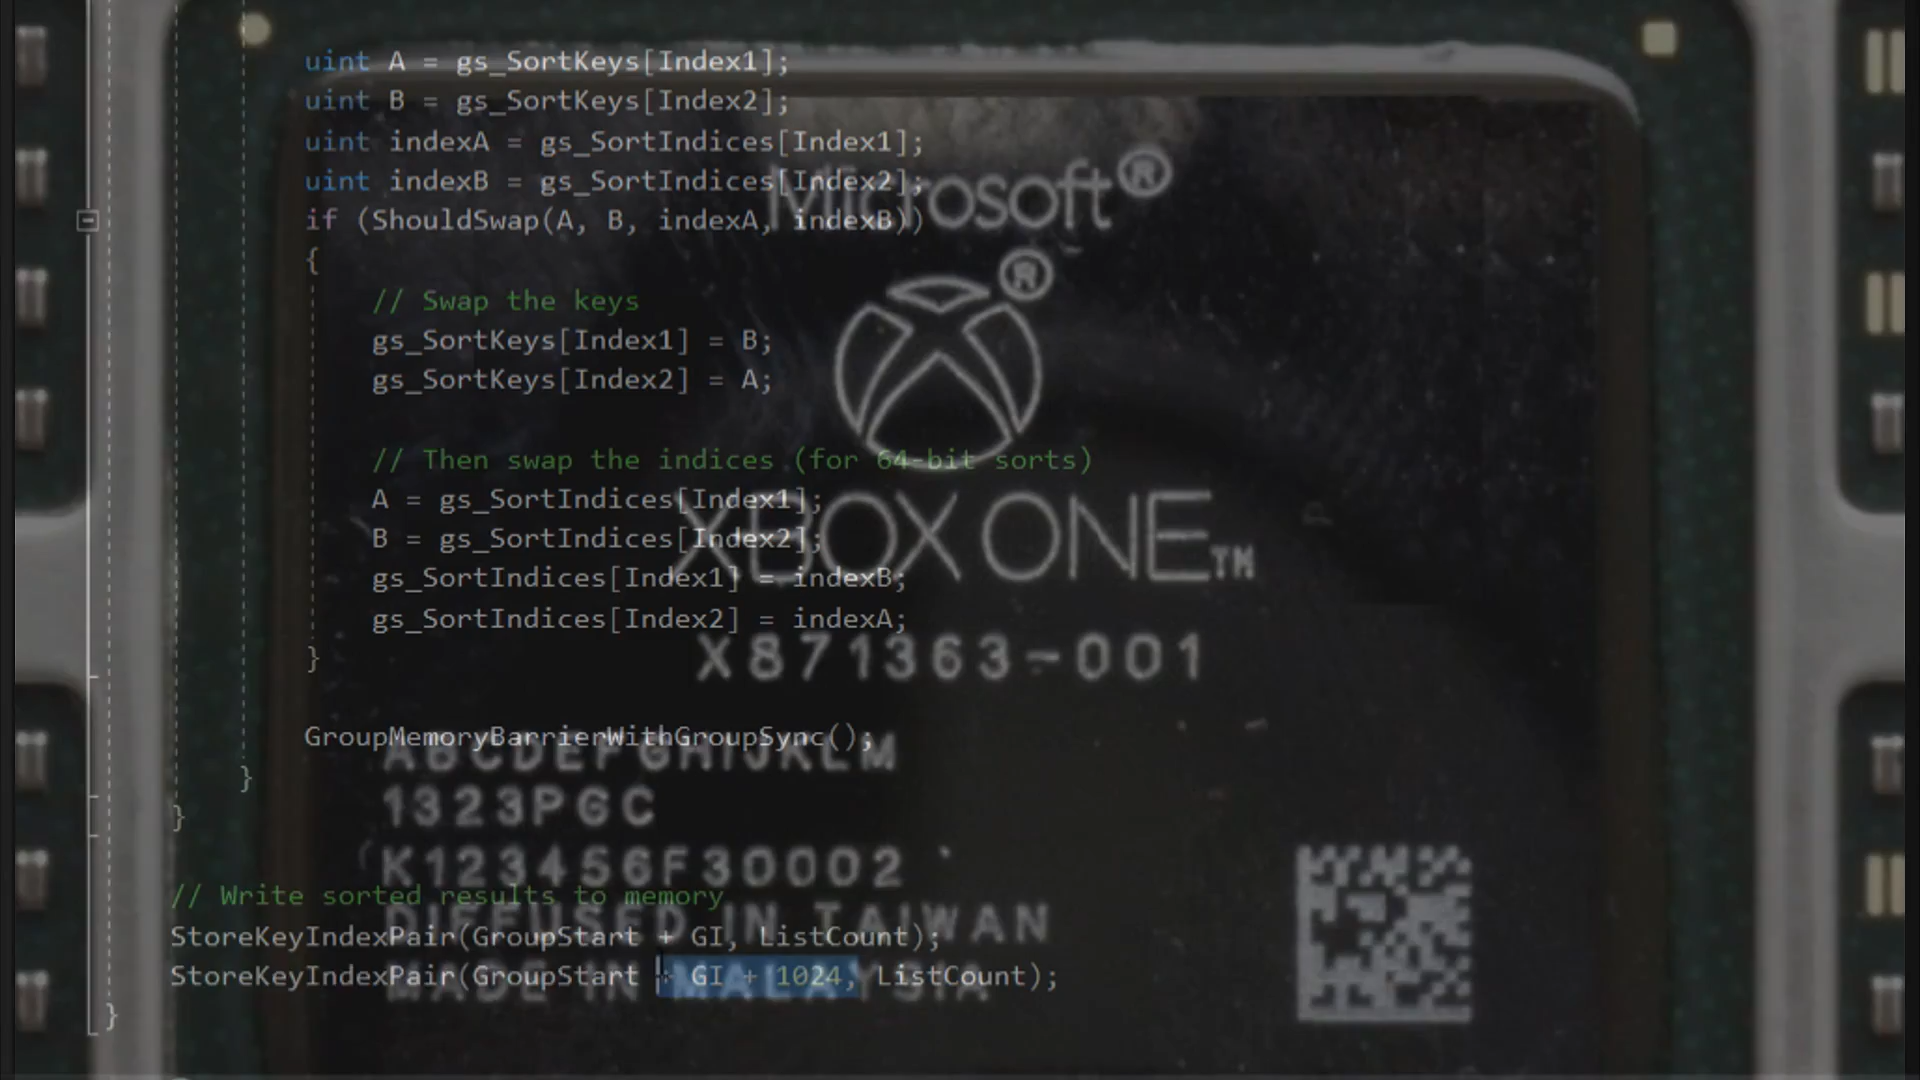 uint A = gs_SortKeys[Index1];
uint B = gs_SortKeys[Index2];
uint indexA = gs_SortIndices[Index1];
uint indexB = gs_SortIndices[Index2];
Microsoft®
if (ShouldSwap(A, B, indexA, indexB))
{
®
// Swap the keys
gs_SortKeys[Index1] = B;
gs_SortKeys[Index2] = A;
// Then swap the indices (for 64-bit sorts)
A = gs_SortIndices[Index1];
B = gs_SortIndices[Index2];
XBOX ONE™
gs_SortIndices[Index1] = indexB;
gs_SortIndices[Index2] = indexA;
}
X871363-001
GroupMemoryBarrierWithGroupSync();
ABCDEFGHIJKLM
}
1323PGC
}
K123456F30002
// Write sorted results to memory
DIFFUSED IN TAIWAN
StoreKeyIndexPair(GroupStart + GI, ListCount);
StoreKeyIndexPair(GroupStart + GI + 1024, ListCount);
MADE IN MALAYSIA
}